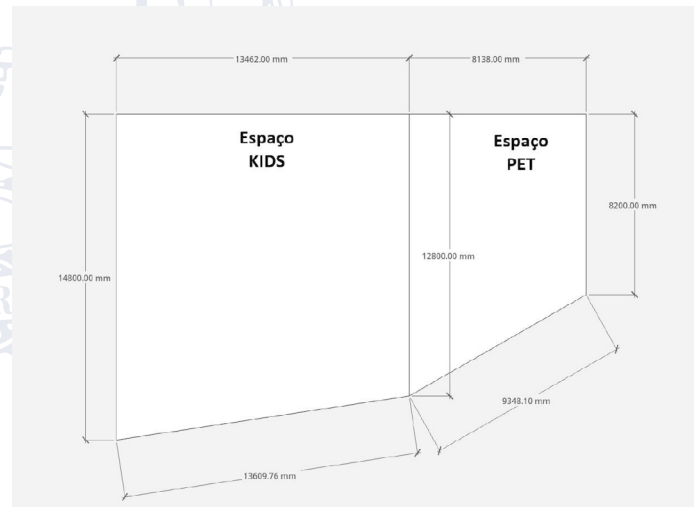 13462.00 mm
8138.00 mm
Espaço
KIDS
Espaço
PET
8200.00 mm
12800.00 mm
14800.00 mm
9348.10 mm
13609.76 mm